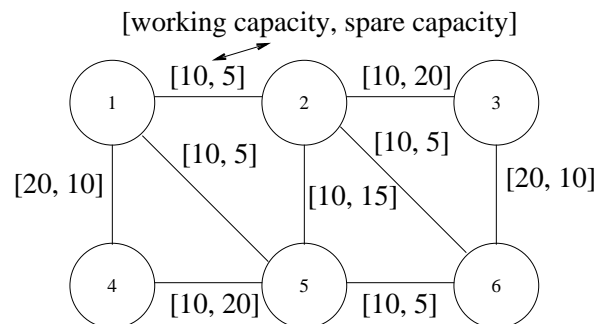 [working capacity, spare capacity]
[10, 5] [10, 20]
1 2 3
[10, 5] [10, 5]
[20, 10] [10, 15] [20, 10]
4 5 6
[10, 20] [10, 5]